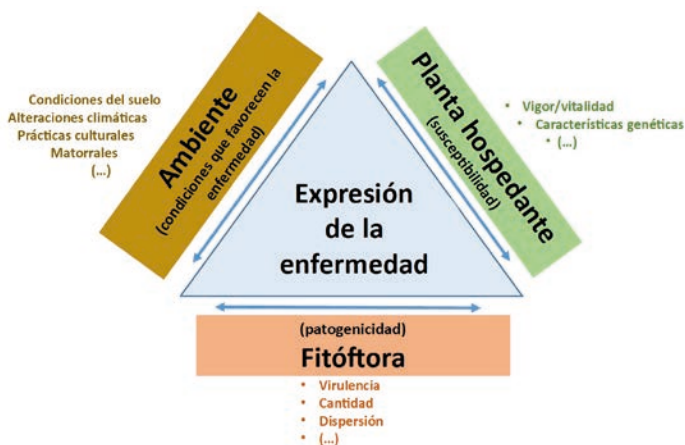 Condiciones del suelo
Alteraciones climáticas
Prácticas culturales
Matorrales
(...)
Ambiente
(condiciones que favorecen la
enfermedad)
Planta hospedante
(susceptibilidad)
• Vigor/vitalidad
• Características genéticas
• (...)
Expresión
de la
enfermedad
(patogenicidad)
Fitóftora
• Virulencia
• Cantidad
• Dispersión
• (...)